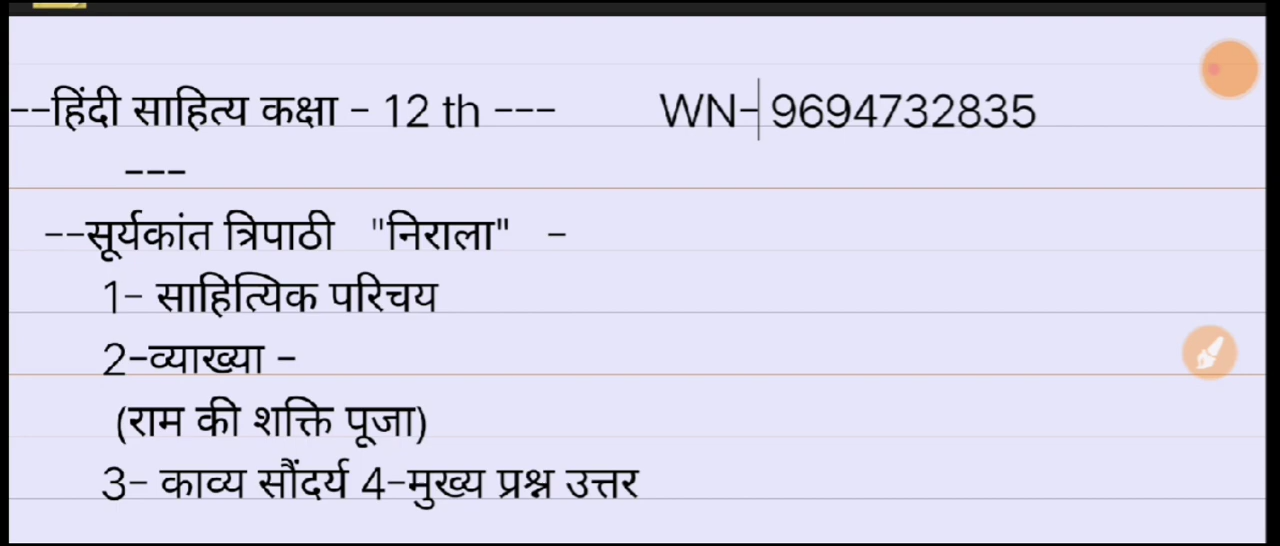 --हिंदी साहित्य कक्षा - 12 th --- WN- 9694732835
---
--सूर्यकांत त्रिपाठी "निराला" -
1- साहित्यिक परिचय
2-व्याख्या -
(राम की शक्ति पूजा)
3- काव्य सौंदर्य 4-मुख्य प्रश्न उत्तर